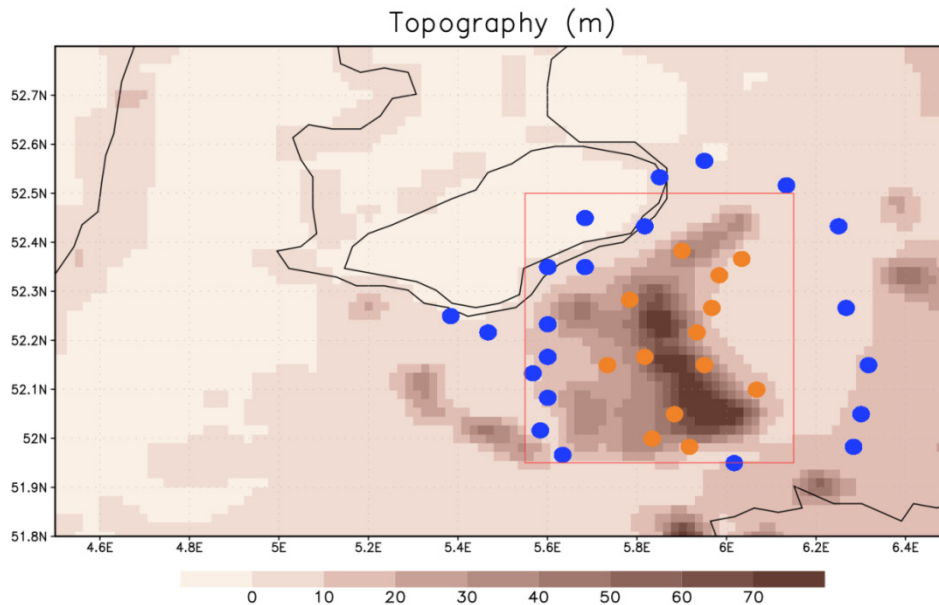 Topography (m)
52.7N
52.6N
52.5N
52.4N
52.3N
52.2N
52.1N
52N
51.9N
51.8N
4.6E 4.8E 5E 5.2E 5.4E 5.6E 5.8E 6E 6.2E 6.4E
0 10 20 30 40 50 60 70